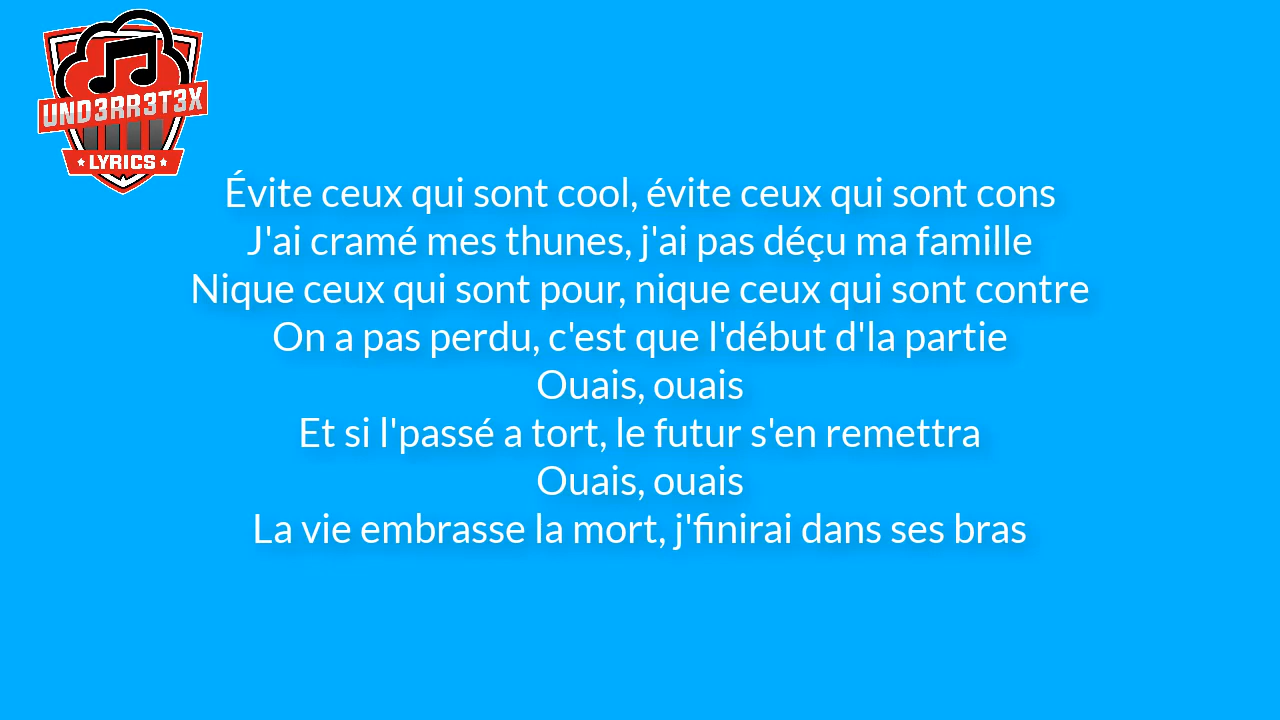 UND3RR3T3X
LYRICS
Évite ceux qui sont cool, évite ceux qui sont cons
J'ai cramé mes thunes, j'ai pas déçu ma famille
Nique ceux qui sont pour, nique ceux qui sont contre
On a pas perdu, c'est que l'début d'la partie
Ouais, ouais
Et si l'passé a tort, le futur s'en remettra
Ouais, ouais
La vie embrasse la mort, j'finirai dans ses bras